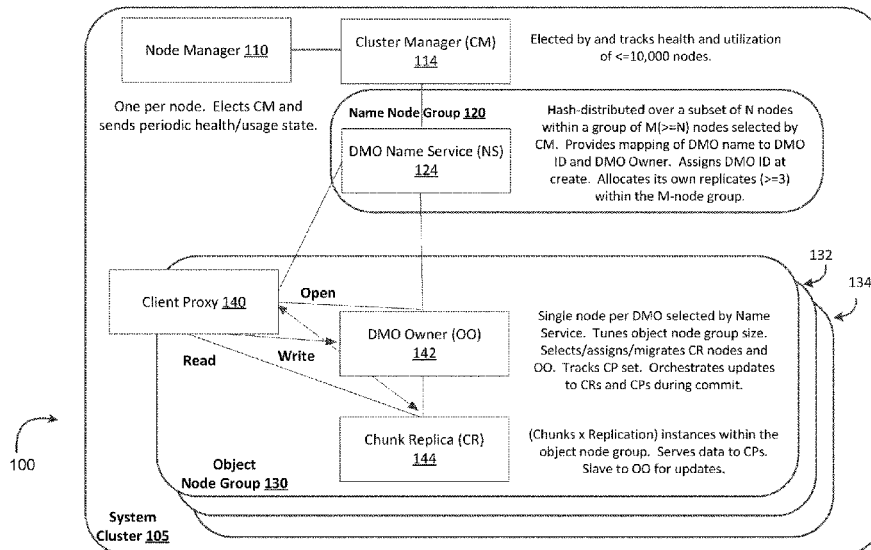 Node Manager 110
Cluster Manager (CM)
114
Elected by and tracks health and utilization
of <=10,000 nodes.
One per node. Elects CM and
sends periodic health/usage state.
Name Node Group 120
DMO Name Service (NS)
124
Hash-distributed over a subset of N nodes
within a group of M(>=N) nodes selected by
CM. Provides mapping of DMO name to DMO
ID and DMO Owner. Assigns DMO ID at
create. Allocates its own replicates (>=3)
within the M-node group.
132
134
Client Proxy 140
Open
DMO Owner (OO)
142
Write
Read
Single node per DMO selected by Name
Service. Tunes object node group size.
Selects/assigns/migrates CR nodes and
OO. Tracks CP set. Orchestrates updates
to CRs and CPs during commit.
Chunk Replica (CR)
144
(Chunks x Replication) instances within the
object node group. Serves data to CPs.
Slave to OO for updates.
100
Object
Node Group 130
System
Cluster 105